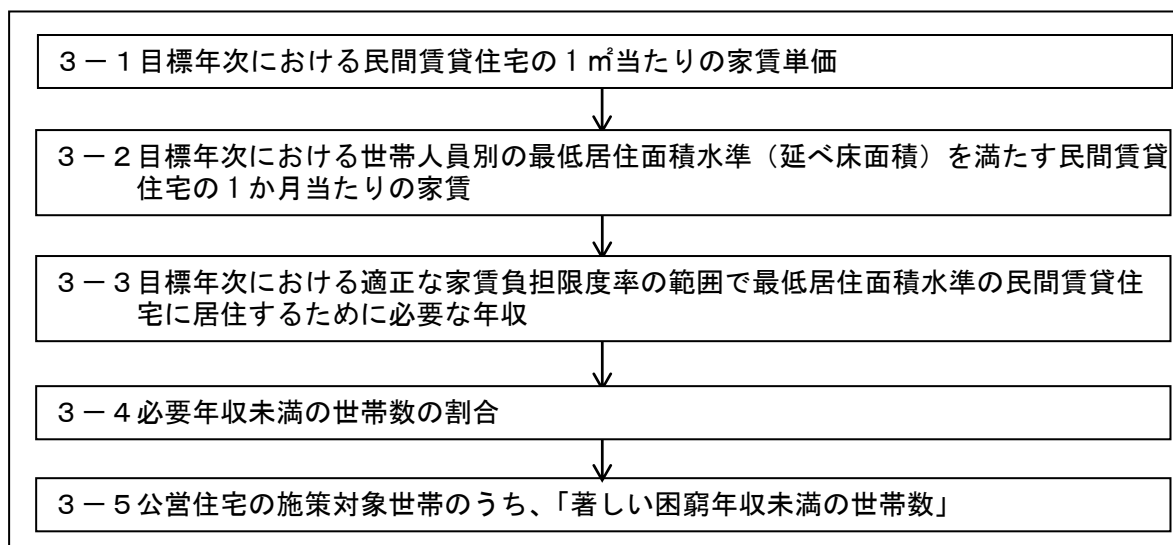 ３－１目標年次における民間賃貸住宅の１㎡当たりの家賃単価
３－２目標年次における世帯人員別の最低居住面積水準（延べ床面積）を満たす民間賃貸
住宅の１か月当たりの家賃
３－３目標年次における適正な家賃負担限度率の範囲で最低居住面積水準の民間賃貸住
宅に居住するために必要な年収
３－４必要年収未満の世帯数の割合
３－５公営住宅の施策対象世帯のうち、「著しい困窮年収未満の世帯数」